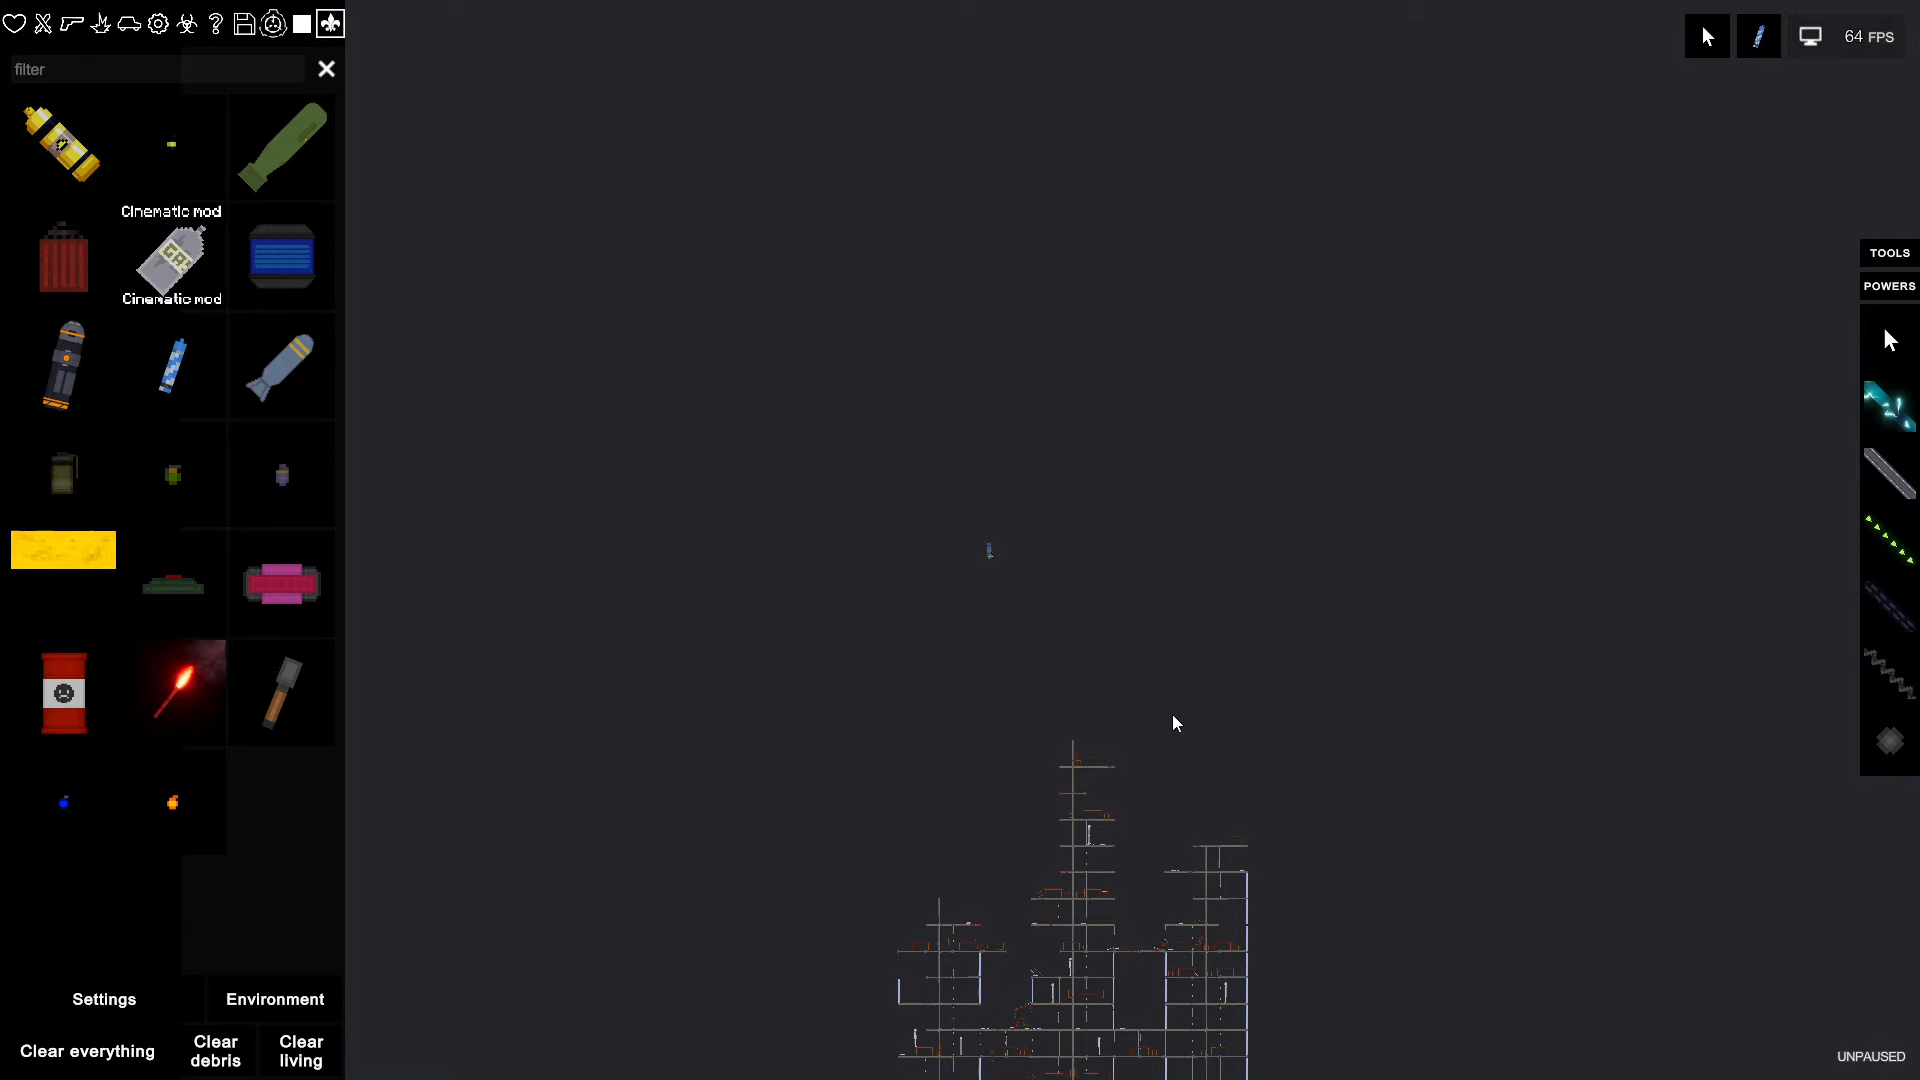 64 FPS
filter
Cinematic mod
Cinematic mod
TOOLS
POWERS
Settings
Environment
Clear everything
Clear debris
Clear living
UNPAUSED